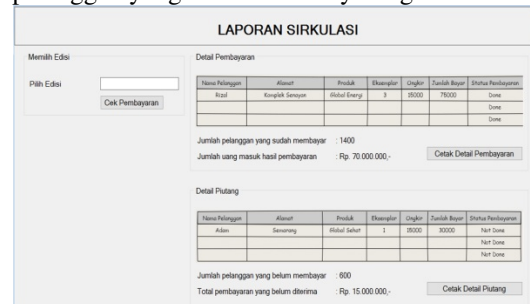 LAPORAN SIRKULASI
Memilih Edisi
Pilih Edisi
Cek Pembayaran
Detail Pembayaran
Nama Pelanggan Alamat Produk Eksemplar Ongkir Jumlah Bayar Status Pembayaran
Rizal Komplek Senayan Global Energi 3 15000 75000 Done
Done
Done
Jumlah pelanggan yang sudah membayar : 1400
Jumlah uang masuk hasil pembayaran : Rp. 70.000.000,-
Cetak Detail Pembayaran
Detail Piutang
Nama Pelanggan Alamat Produk Eksemplar Ongkir Jumlah Bayar Status Pembayaran
Adam Semarang Global Sehat 1 15000 30000 Not Done
Not Done
Not Done
Jumlah pelanggan yang belum membayar : 600
Total pembayaran yang belum diterima : Rp. 15.000.000,-
Cetak Detail Piutang